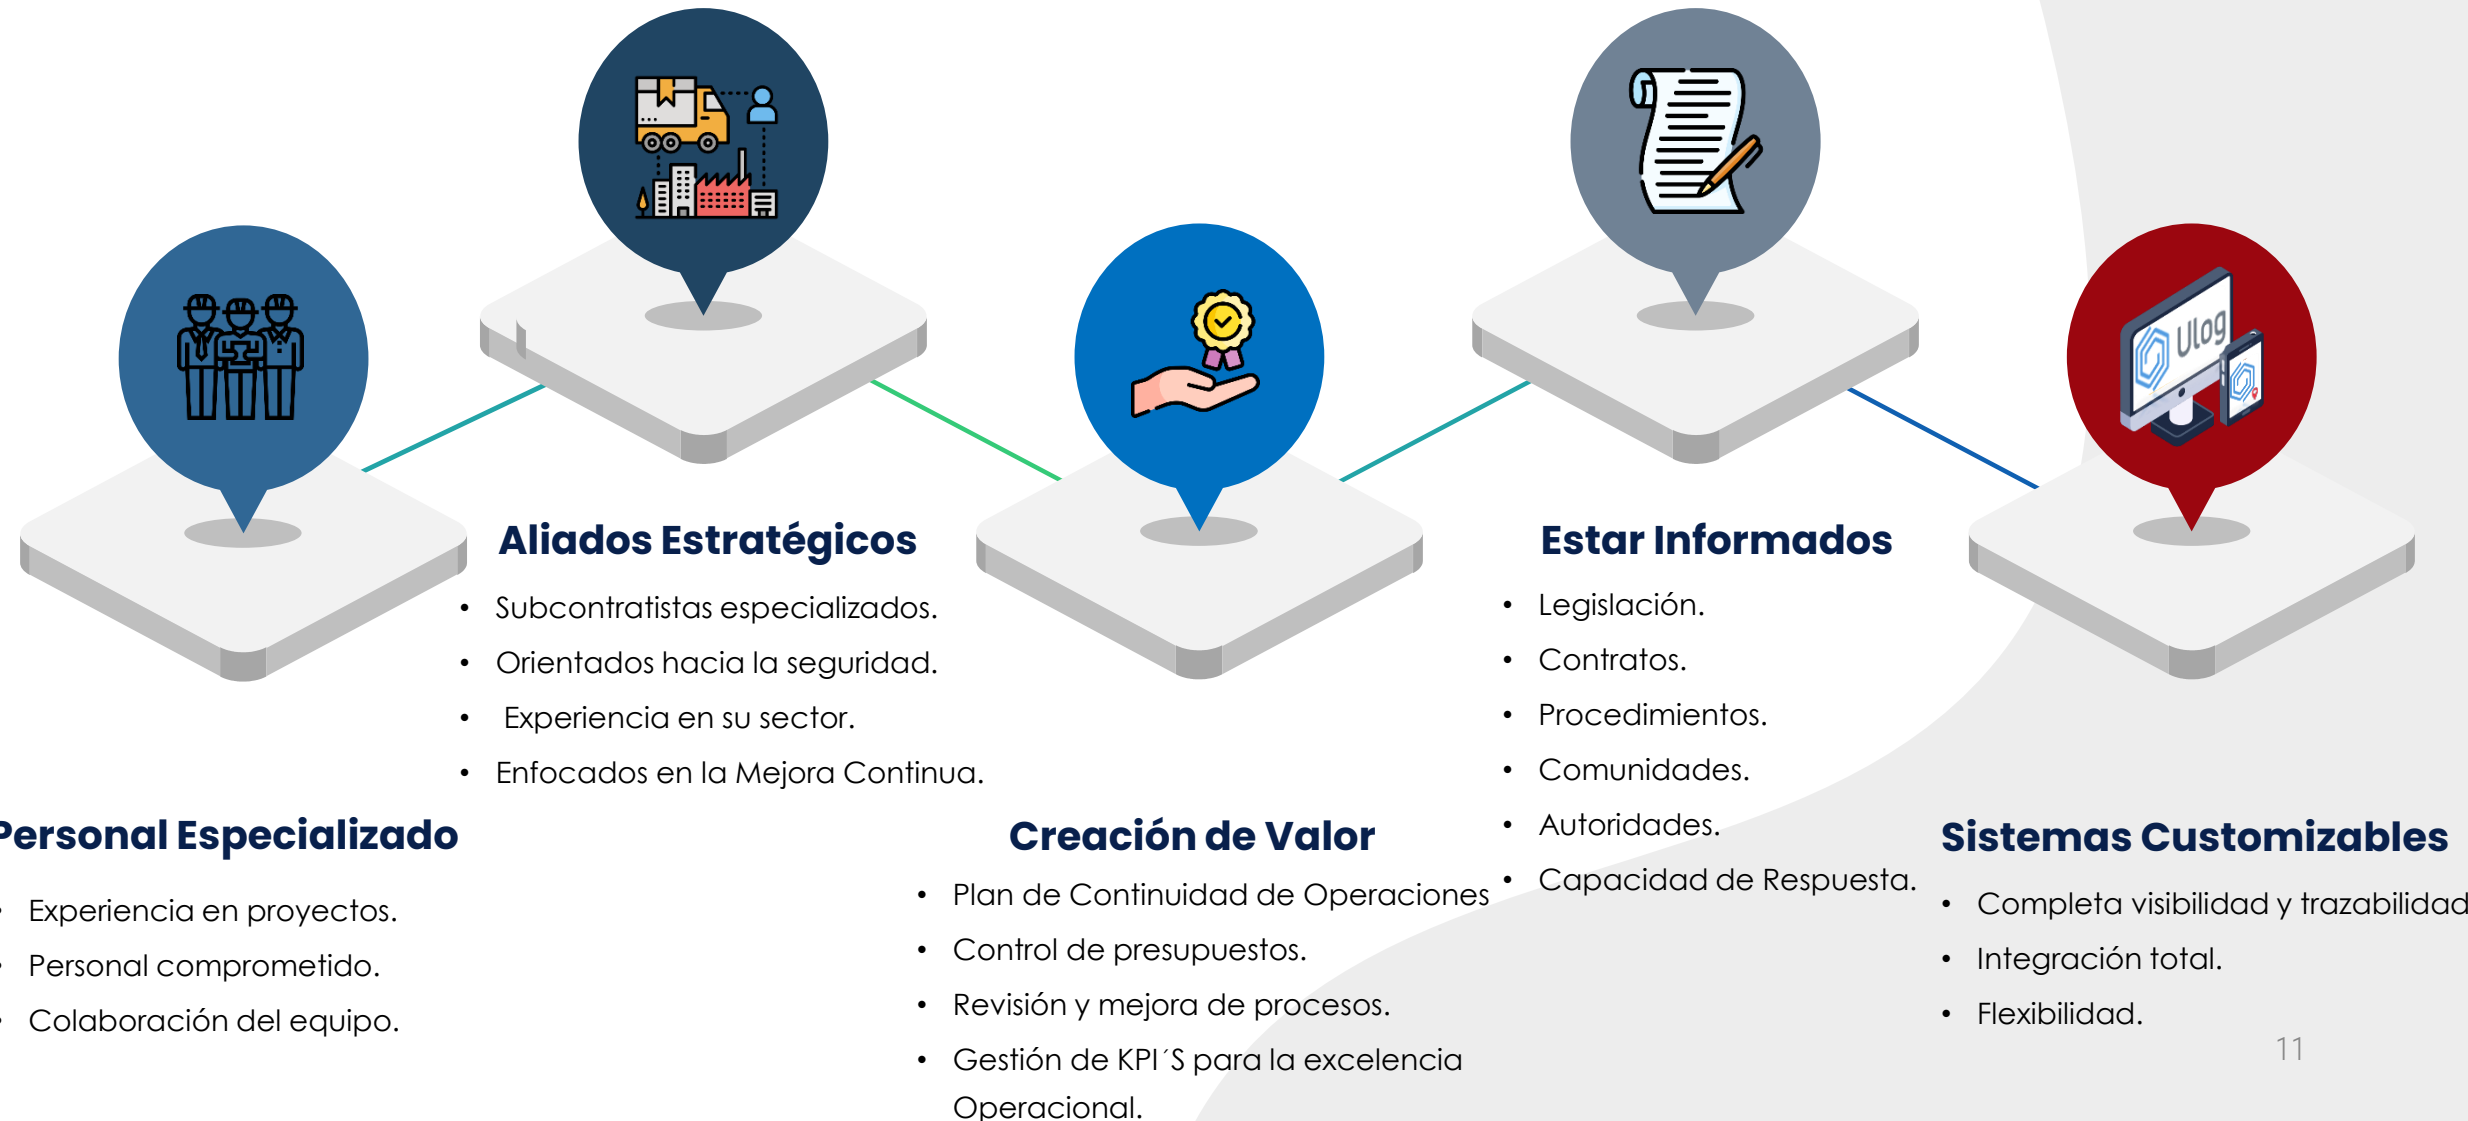 Ulog
Personal Especializado
• Experiencia en proyectos.
• Personal comprometido.
• Colaboración del equipo.
Aliados Estratégicos
• Subcontratistas especializados.
• Orientados hacia la seguridad.
• Experiencia en su sector.
• Enfocados en la Mejora Continua.
Creación de Valor
• Plan de Continuidad de Operaciones
• Control de presupuestos.
• Revisión y mejora de procesos.
• Gestión de KPI´S para la excelencia
Operacional.
Estar Informados
• Legislación.
• Contratos.
• Procedimientos.
• Comunidades.
• Autoridades.
• Capacidad de Respuesta.
Sistemas Customizables
• Completa visibilidad y trazabilidad
• Integración total.
• Flexibilidad.
11